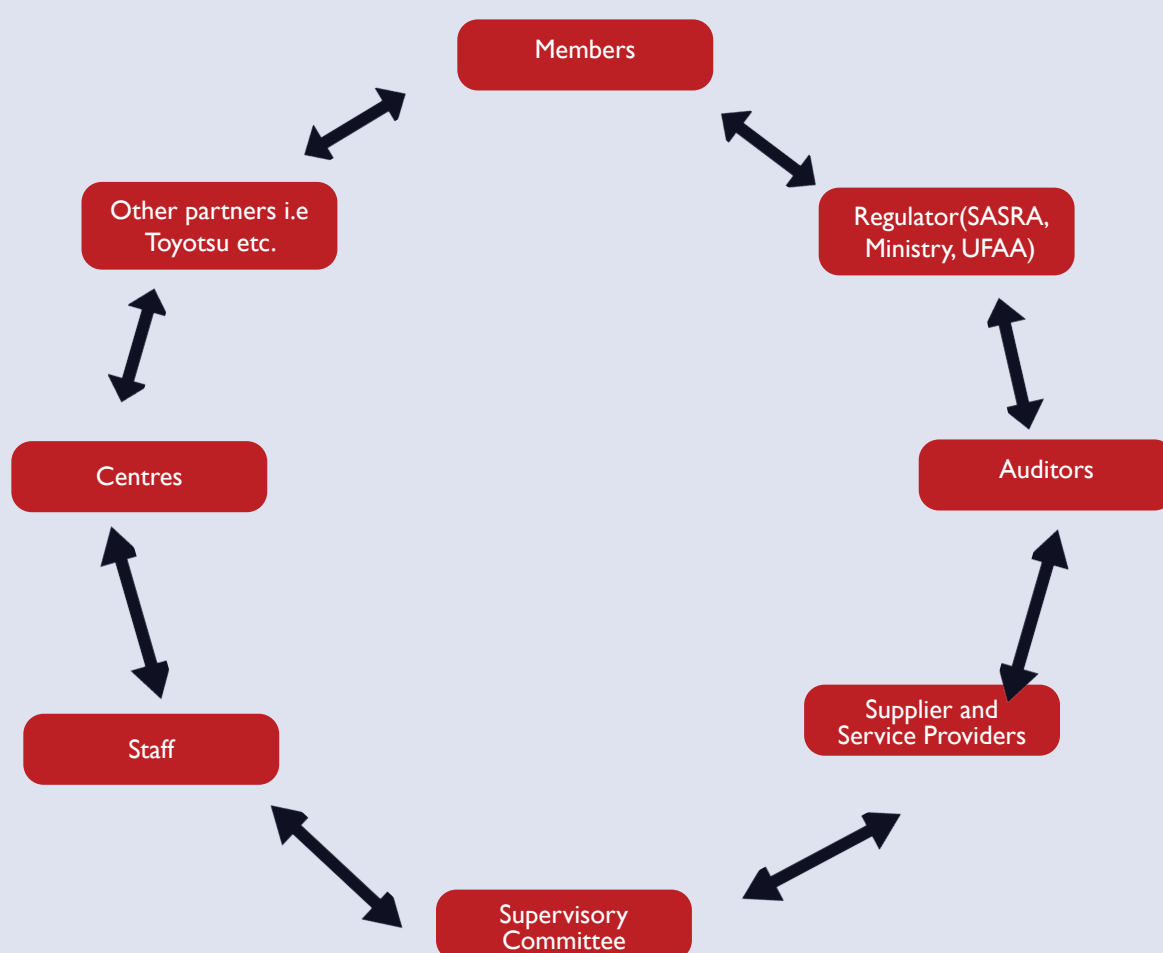 Members
Other partners i.e
Toyotsu etc.
Regulator(SASRA,
Ministry, UFAA)
Centres
Auditors
Staff
Supplier and
Service Providers
Supervisory
Committee